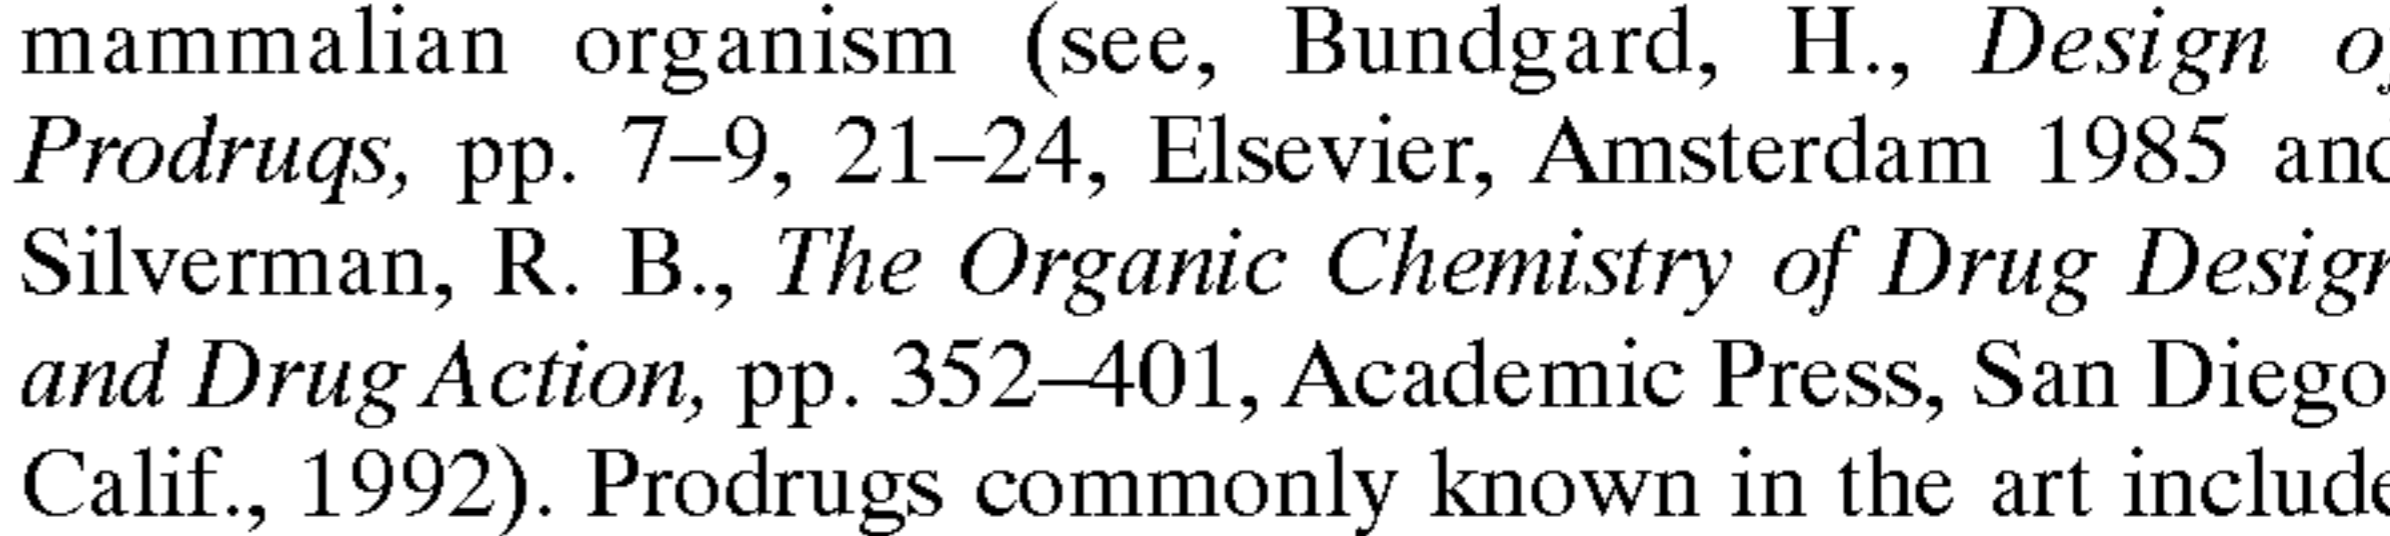 mammalian organism (see, Bundgard, H., Design of
Prodruqs, pp. 7–9, 21–24, Elsevier, Amsterdam 1985 and
Silverman, R. B., The Organic Chemistry of Drug Design
and Drug Action, pp. 352–401, Academic Press, San Diego
Calif., 1992). Prodrugs commonly known in the art include